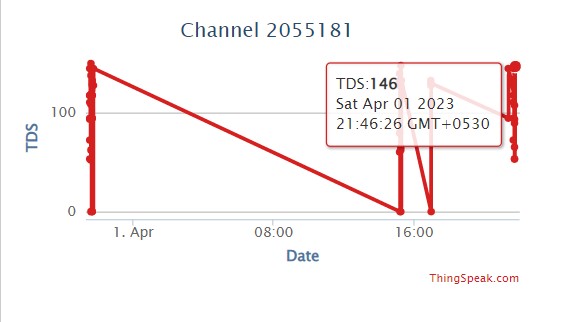 Channel 2055181
TDS:146
Sat Apr 01 2023
21:46:26 GMT+0530
100
0
TDS
1. Apr
08:00
16:00
Date
ThingSpeak.com